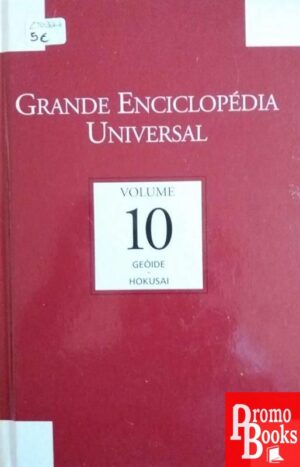 5€
GRANDE ENCICLOPÉDIA
UNIVERSAL
VOLUME
10
GEÓIDE
-
HOKUSAI
Promo
Books